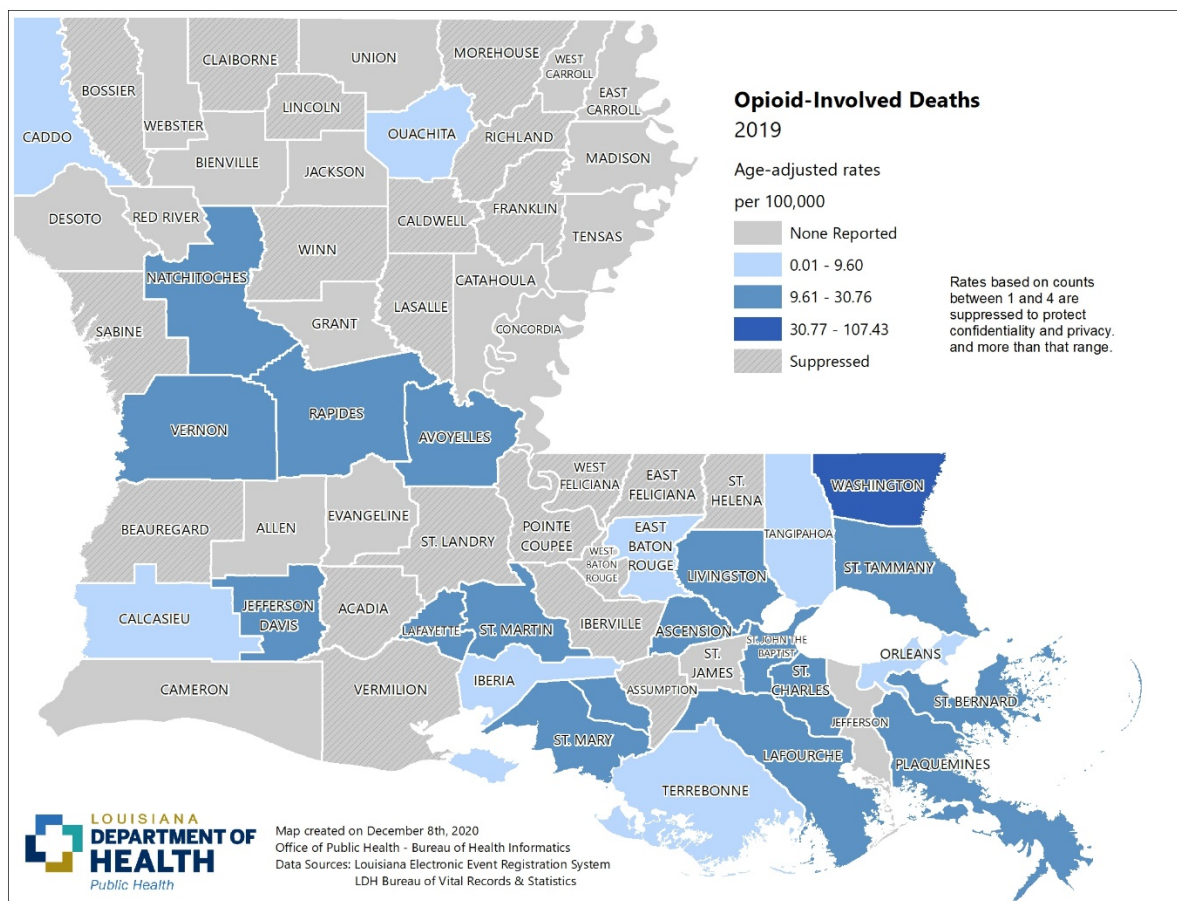 CLAIBORNE
UNION
MOREHOUSE
WEST
CARROLL
BOSSIER
EAST
CARROLL
LINCOLN
WEBSTER
OUACHITA
CADDO
RICHLAND
MADISON
BIENVILLE
JACKSON
DESOTO
RED RIVER
CALDWELL
FRANKLIN
TENSAS
WINN
NATCHITOCHES
CATAHOULA
LASALLE
GRANT
CONCORDIA
SABINE
RAPIDES
VERNON
AVOYELLES
WEST
FELICIANA
EAST
FELICIANA
ST.
HELENA
WASHINGTON
BEAUREGARD
ALLEN
EVANGELINE
POINTE
COUPEE
EAST
BATON
ROUGE
TANGIPAHOA
ST. LANDRY
WEST
BATON
ROUGE
LIVINGSTON
ST. TAMMANY
CALCASIEU
JEFFERSON
DAVIS
ACADIA
LAFAYETTE
ST. MARTIN
IBERVILLE
ASCENSION
ST. JOHN THE
BAPTIST
ST.
JAMES
ORLEANS
CAMERON
VERMILION
IBERIA
ASSUMPTION
ST.
CHARLES
ST. BERNARD
JEFFERSON
ST. MARY
LAFOURCHE
PLAQUEMINES
TERREBONNE
Opioid-Involved Deaths
2019
Age-adjusted rates
per 100,000
None Reported
0.01 - 9.60
9.61 - 30.76
30.77 - 107.43
Suppressed
Rates based on counts
between 1 and 4 are
suppressed to protect
confidentiality and privacy.
and more than that range.
LOUISIANA
DEPARTMENT OF
HEALTH
Public Health
Map created on December 8th, 2020
Office of Public Health - Bureau of Health Informatics
Data Sources: Louisiana Electronic Event Registration System
LDH Bureau of Vital Records & Statistics